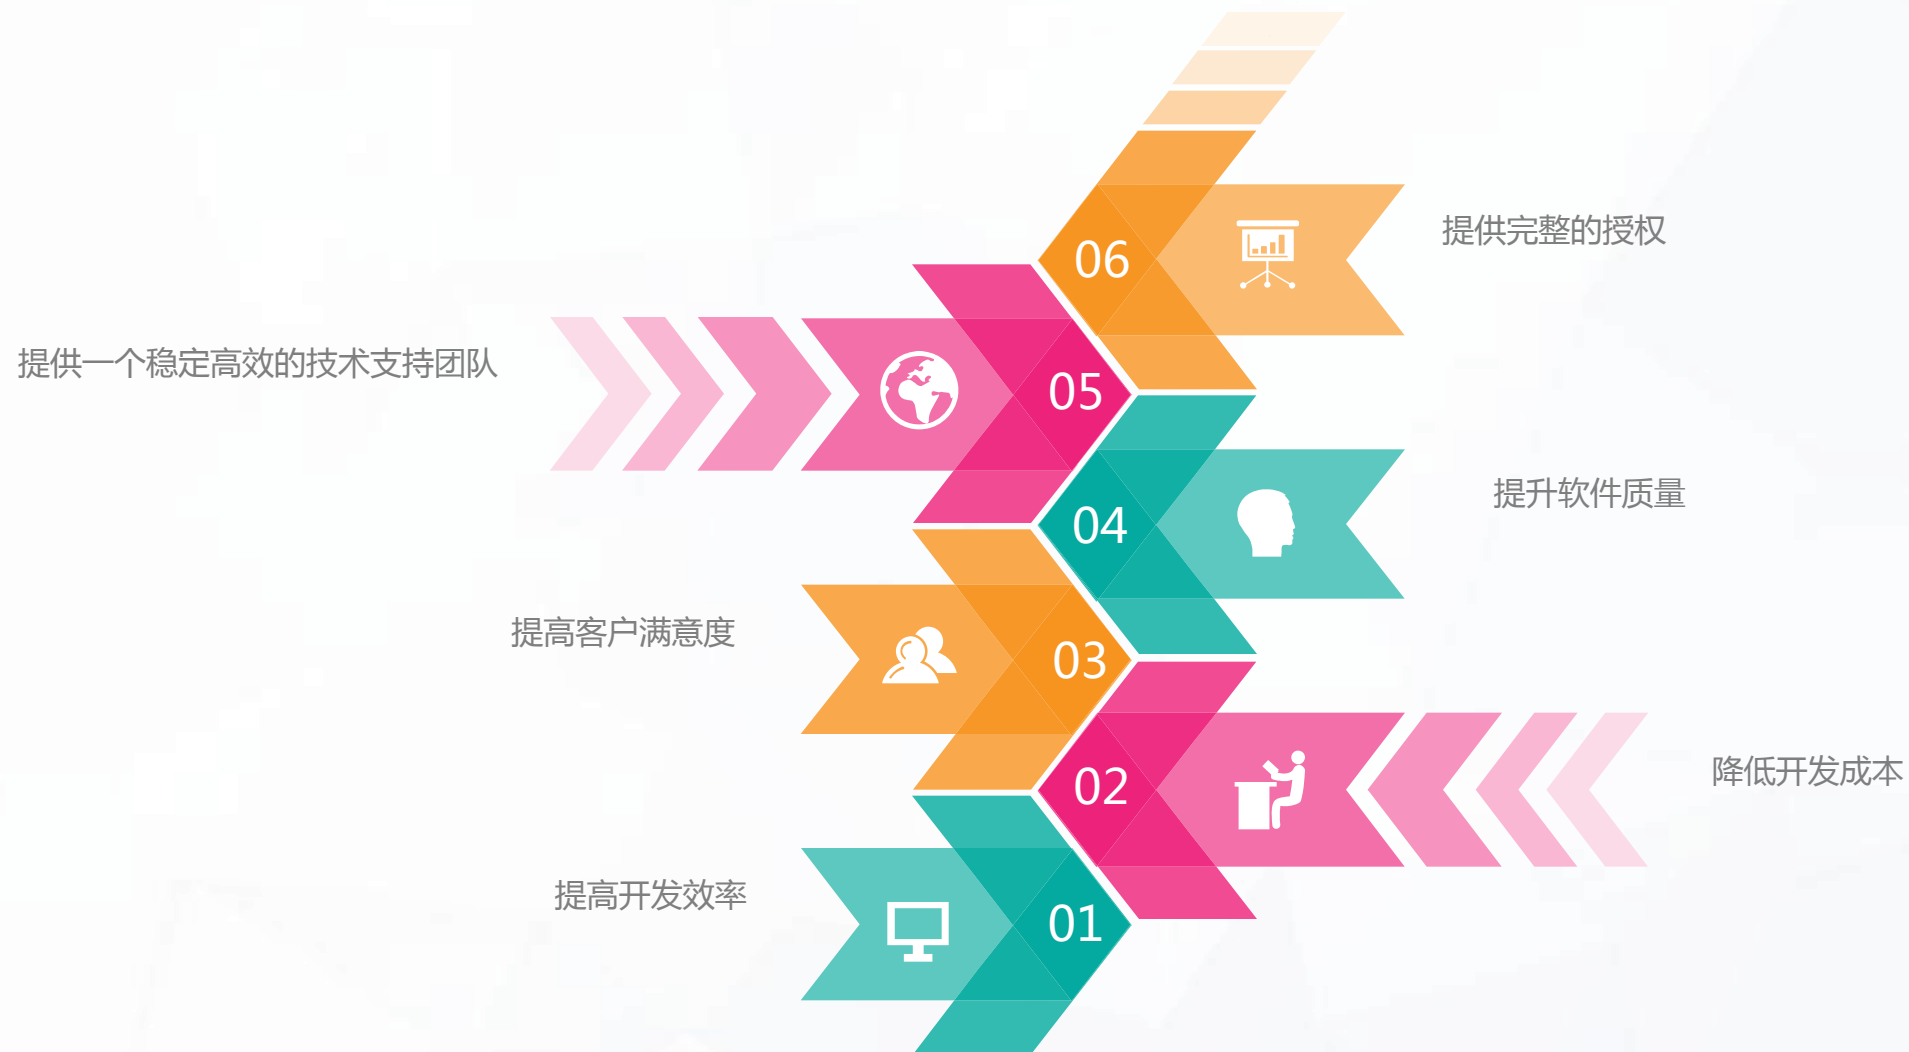 06
提供完整的授权
提供一个稳定高效的技术支持团队
05
04
提升软件质量
提高客户满意度
03
02
降低开发成本
提高开发效率
01